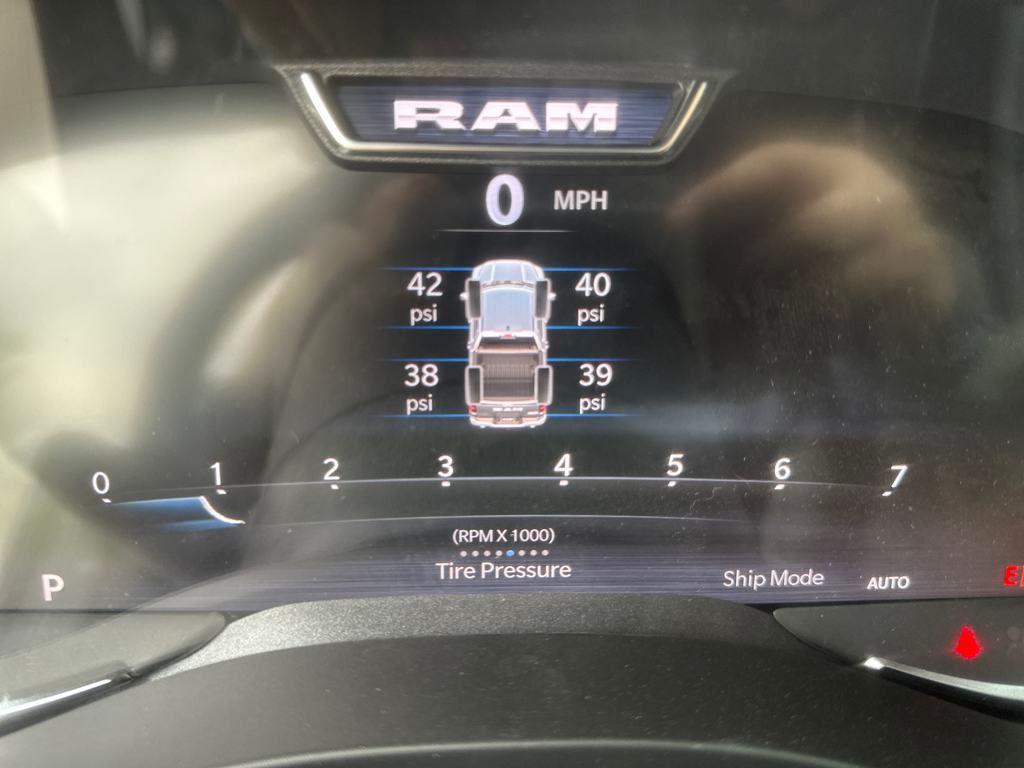 RAM
0 MPH
42 psi
40 psi
38 psi
39 psi
0 1 2 3 4 5 6 7
(RPM X 1000)
Tire Pressure
P
Ship Mode
AUTO
E